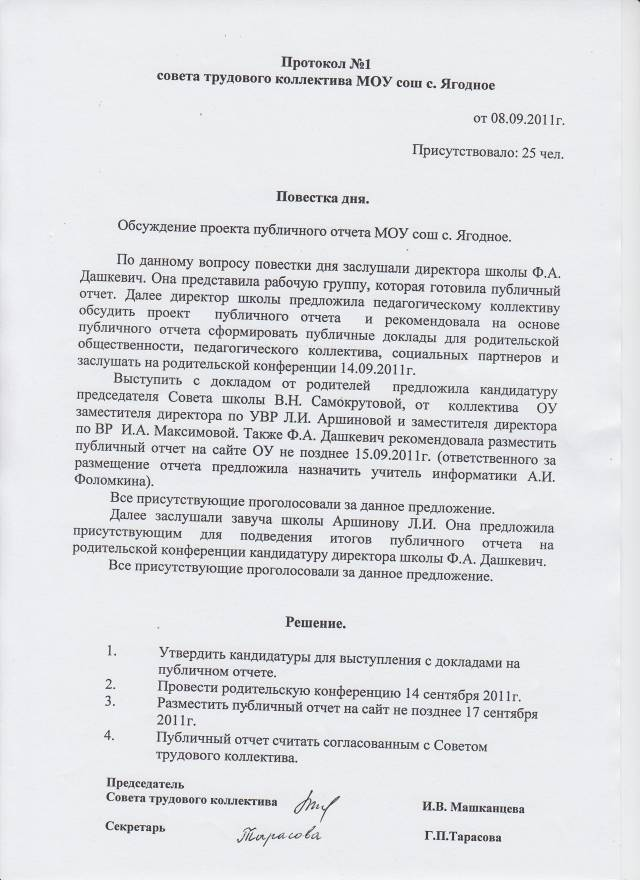 Протокол №1
совета трудового коллектива МОУ сош с. Ягодное
от 08.09.2011г.
Присутствовало: 25 чел.
Повестка дня.
Обсуждение проекта публичного отчета МОУ сош с. Ягодное.
По данному вопросу повестки дня заслушали директора школы Ф.А.
Дашкевич. Она представила рабочую группу, которая готовила публичный
отчет. Далее директор школы предложила педагогическому коллективу
обсудить проект публичного отчета и рекомендовала на основе
публичного отчета сформировать публичные доклады для родительской
общественности, педагогического коллектива, социальных партнеров и
заслушать на родительской конференции 14.09.2011г.
Выступить с докладом от родителей предложила кандидатуру
председателя Совета школы В.Н. Самокрутовой, от коллектива ОУ
заместителя директора по УВР Л.И. Аршиновой и заместителя директора
по ВР И.А. Максимовой. Также Ф.А. Дашкевич рекомендовала разместить
публичный отчет на сайте ОУ не позднее 15.09.2011г. (ответственного за
размещение отчета предложила назначить учитель информатики А.И.
Фоломкина).
Все присутствующие проголосовали за данное предложение.
Далее заслушали завуча школы Аршинову Л.И. Она предложила
присутствующим для подведения итогов публичного отчета на
родительской конференции кандидатуру директора школы Ф.А. Дашкевич.
Все присутствующие проголосовали за данное предложение.
Решение.
1. Утвердить кандидатуры для выступления с докладами на
публичном отчете.
2. Провести родительскую конференцию 14 сентября 2011г.
3. Разместить публичный отчет на сайт не позднее 17 сентября
2011г.
4. Публичный отчет считать согласованным с Советом
трудового коллектива.
Председатель
Совета трудового коллектива И.В. Машканцева
Секретарь Тарасова Г.П.Тарасова